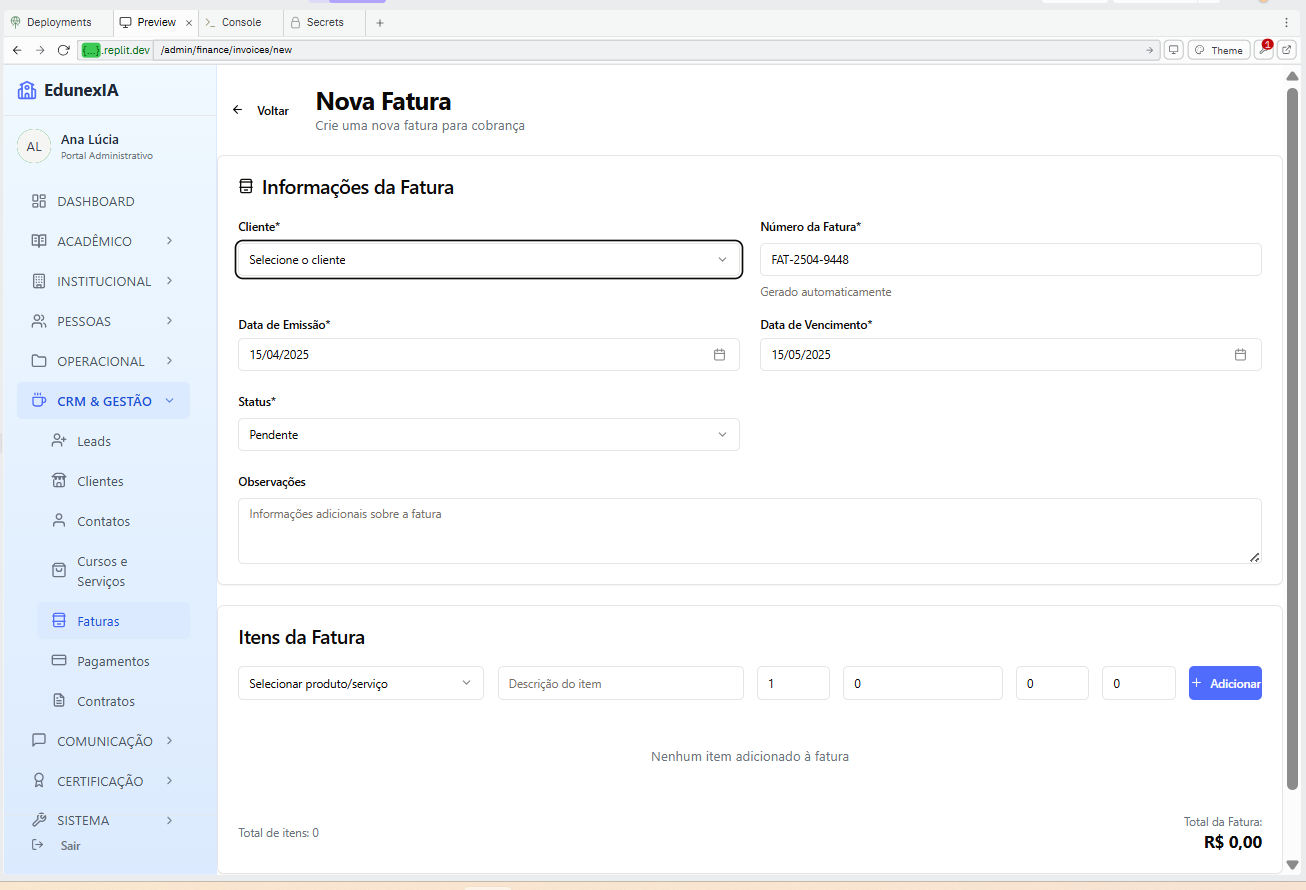 Deployments
Preview
Console
Secrets
{...}.replit.dev /admin/finance/invoices/new
Theme
1
EdunexIA
AL
Ana Lúcia
Portal Administrativo
DASHBOARD
ACADÊMICO
INSTITUCIONAL
PESSOAS
OPERACIONAL
CRM & GESTÃO
Leads
Clientes
Contatos
Cursos e
Serviços
Faturas
Pagamentos
Contratos
COMUNICAÇÃO
CERTIFICAÇÃO
SISTEMA
Sair
Voltar
Nova Fatura
Crie uma nova fatura para cobrança
Informações da Fatura
Cliente*
Selecione o cliente
Número da Fatura*
FAT-2504-9448
Gerado automaticamente
Data de Emissão*
15/04/2025
Data de Vencimento*
15/05/2025
Status*
Pendente
Observações
Informações adicionais sobre a fatura
Itens da Fatura
Selecionar produto/serviço
Descrição do item
1
0
0
0
+ Adicionar
Nenhum item adicionado à fatura
Total de itens: 0
Total da Fatura:
R$ 0,00